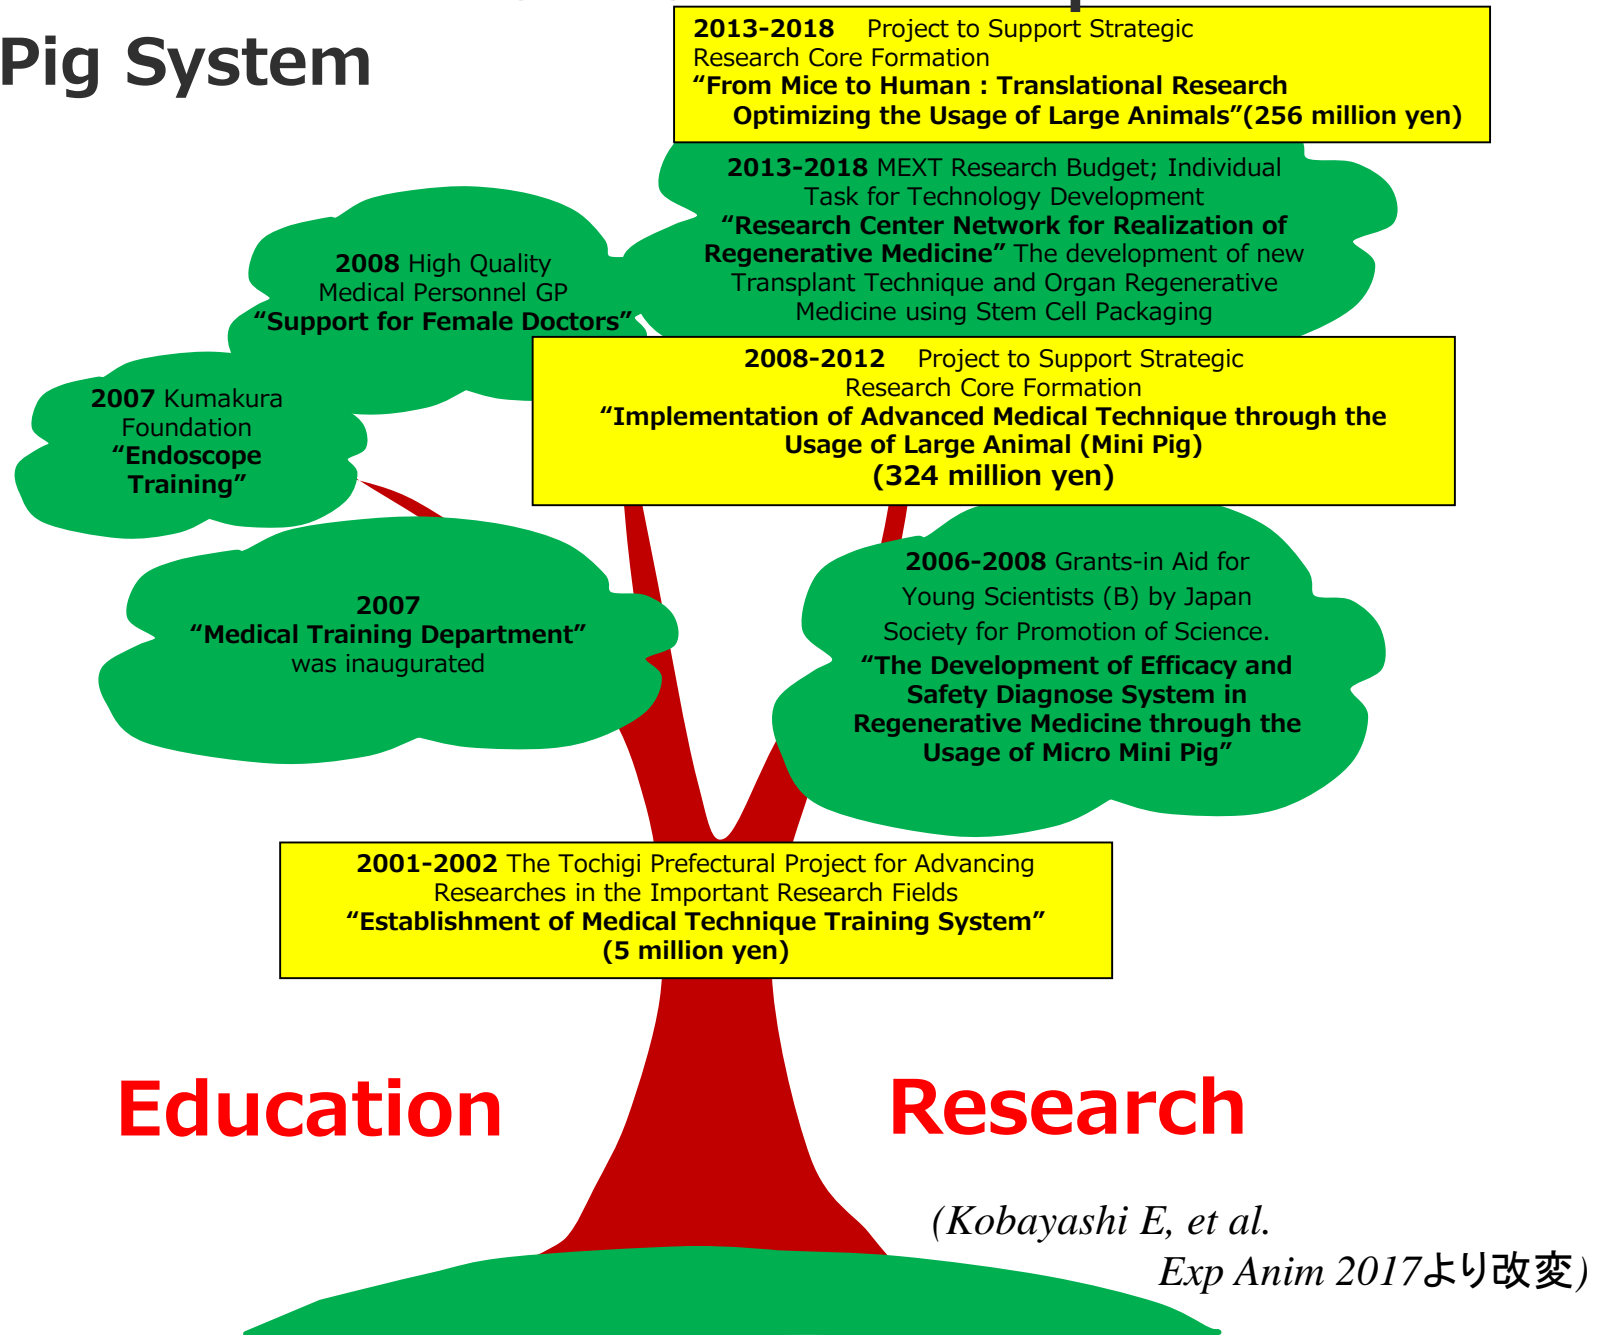 Pig System
2013-2018 Project to Support Strategic
Research Core Formation
“From Mice to Human : Translational Research
Optimizing the Usage of Large Animals”(256 million yen)
2013-2018 MEXT Research Budget; Individual
Task for Technology Development
“Research Center Network for Realization of
Regenerative Medicine” The development of new
Transplant Technique and Organ Regenerative
Medicine using Stem Cell Packaging
2008 High Quality
Medical Personnel GP
“Support for Female Doctors”
2008-2012 Project to Support Strategic
Research Core Formation
“Implementation of Advanced Medical Technique through the
Usage of Large Animal (Mini Pig)
(324 million yen)
2007 Kumakura
Foundation
“Endoscope
Training”
2007
“Medical Training Department”
was inaugurated
2006-2008 Grants-in Aid for
Young Scientists (B) by Japan
Society for Promotion of Science.
“The Development of Efficacy and
Safety Diagnose System in
Regenerative Medicine through the
Usage of Micro Mini Pig”
2001-2002 The Tochigi Prefectural Project for Advancing
Researches in the Important Research Fields
“Establishment of Medical Technique Training System”
(5 million yen)
Education
Research
(Kobayashi E, et al.
Exp Anim 2017より改変)